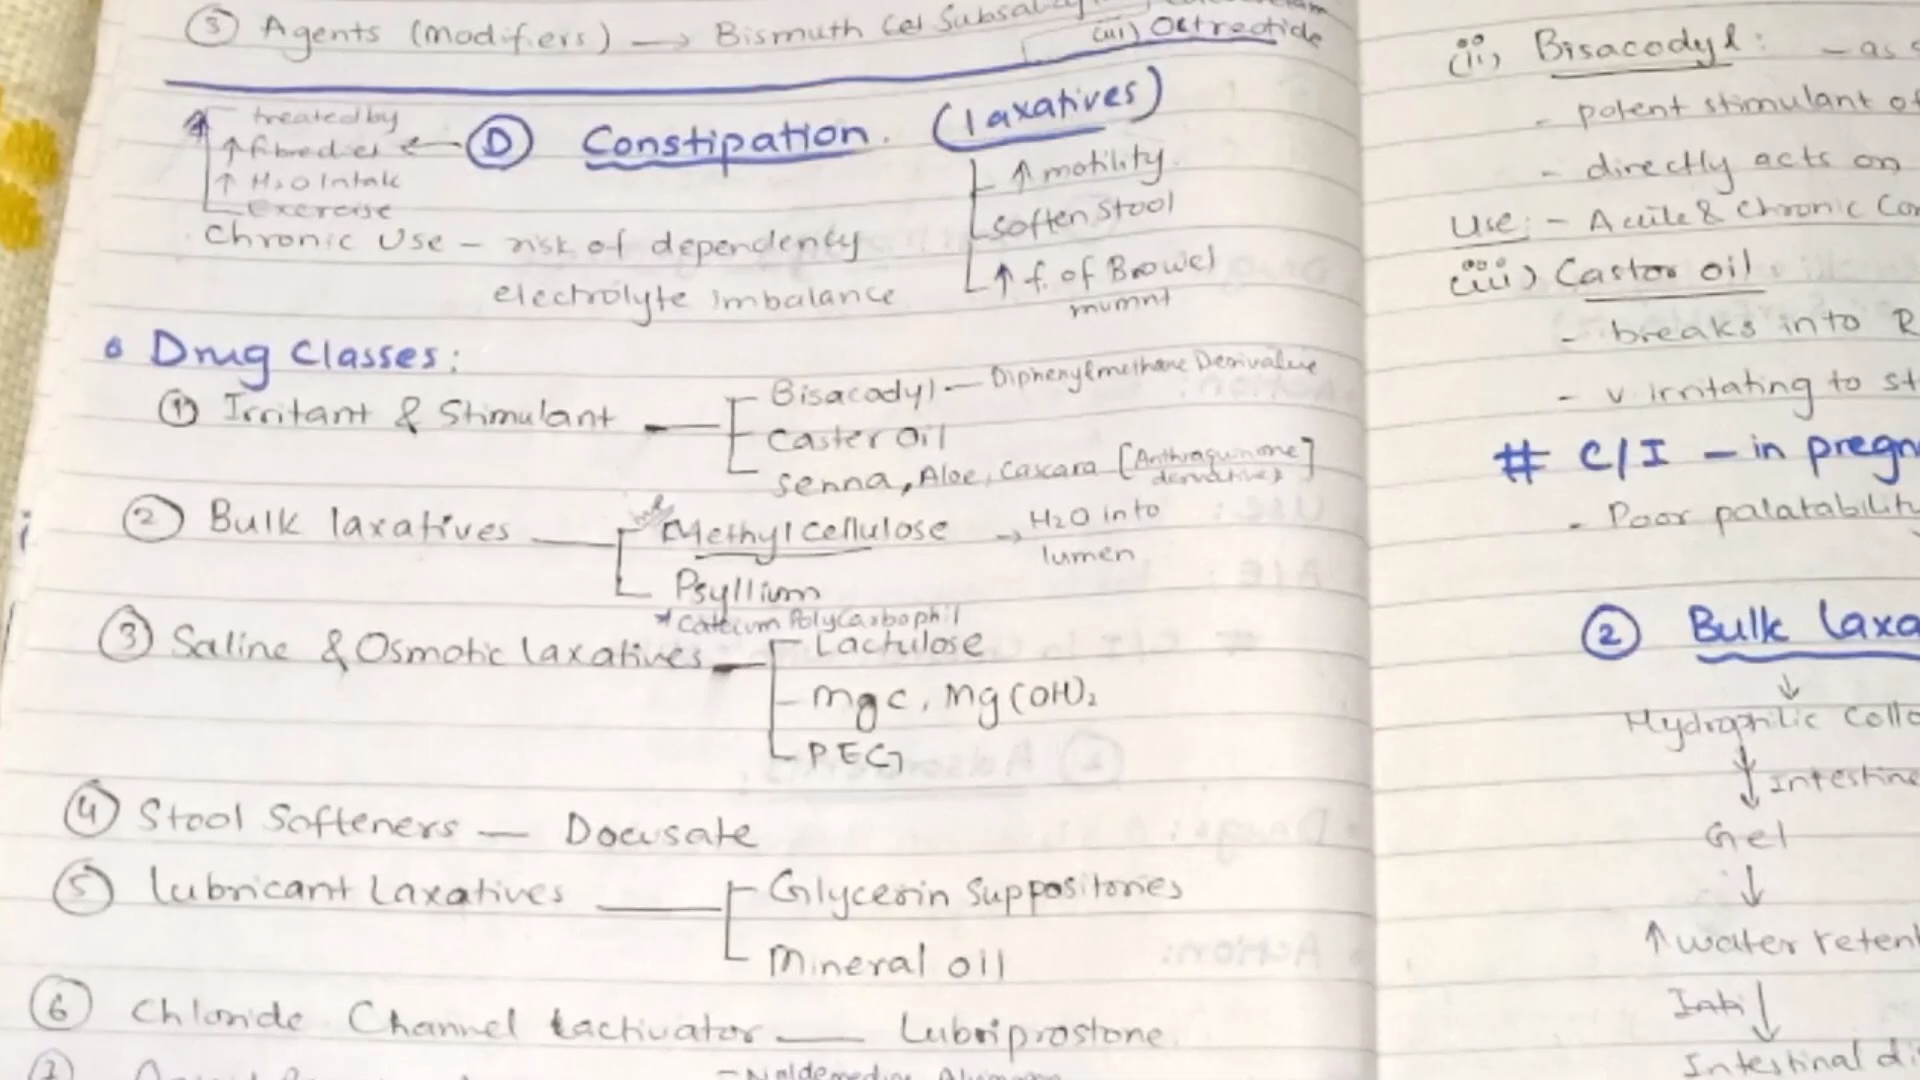 ③ Agents (modifiers) → Bismuth
(iii) Octreotide
treated by
↑ H2O Intake
Exercise
Ⓓ Constipation. (laxatives)
↑ motility.
Soften Stool
↑ f. of Browel
mvmnt
Chronic Use - risk of dependency
electrolyte imbalance
Drug Classes:
① Irritant & Stimulant — Bisacodyl — Diphenylmethane Derivative
Caster Oil
Senna, Aloe, Cascara [Anthraquinone
derivatives]
② Bulk laxatives — Methylcellulose → H2O into
lumen
Psyllium
* Calcium Polycarbophil
③ Saline & Osmotic laxatives — Lactulose
Mg(OH)2
PEG
④ Stool Softeners — Docusate
⑤ Lubricant Laxatives — Glycerin Suppositories
Mineral oil
⑥ Chloride Channel — Lubriprostone
(ii) Bisacodyl: - as
- potent stimulant of
- directly acts on
Use: - Acute & Chronic
(iii) Castor oil
- breaks into R
- v. irritating to
# C/I - in
- Poor palatability
② Bulk
↓
Hydrophilic
↓ Intestine
Gel
↓
↑ water
↓
Intestinal